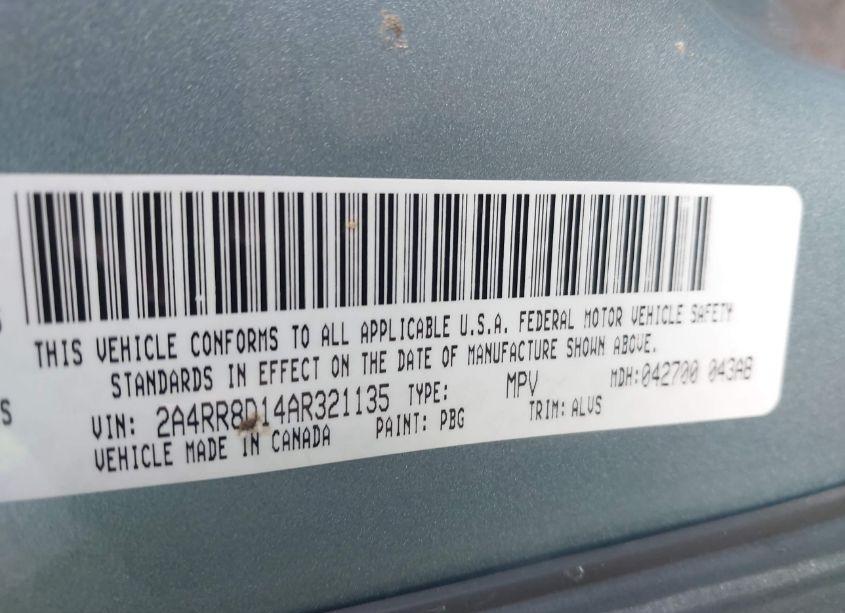 THIS VEHICLE CONFORMS TO ALL APPLICABLE U.S.A. FEDERAL MOTOR VEHICLE SAFETY
STANDARDS IN EFFECT ON THE DATE OF MANUFACTURE SHOWN ABOVE.
VIN: 2A4RR8D14AR321135 TYPE: MPV MDH: 042700 043AB
VEHICLE MADE IN CANADA PAINT: PBG TRIM: ALVS